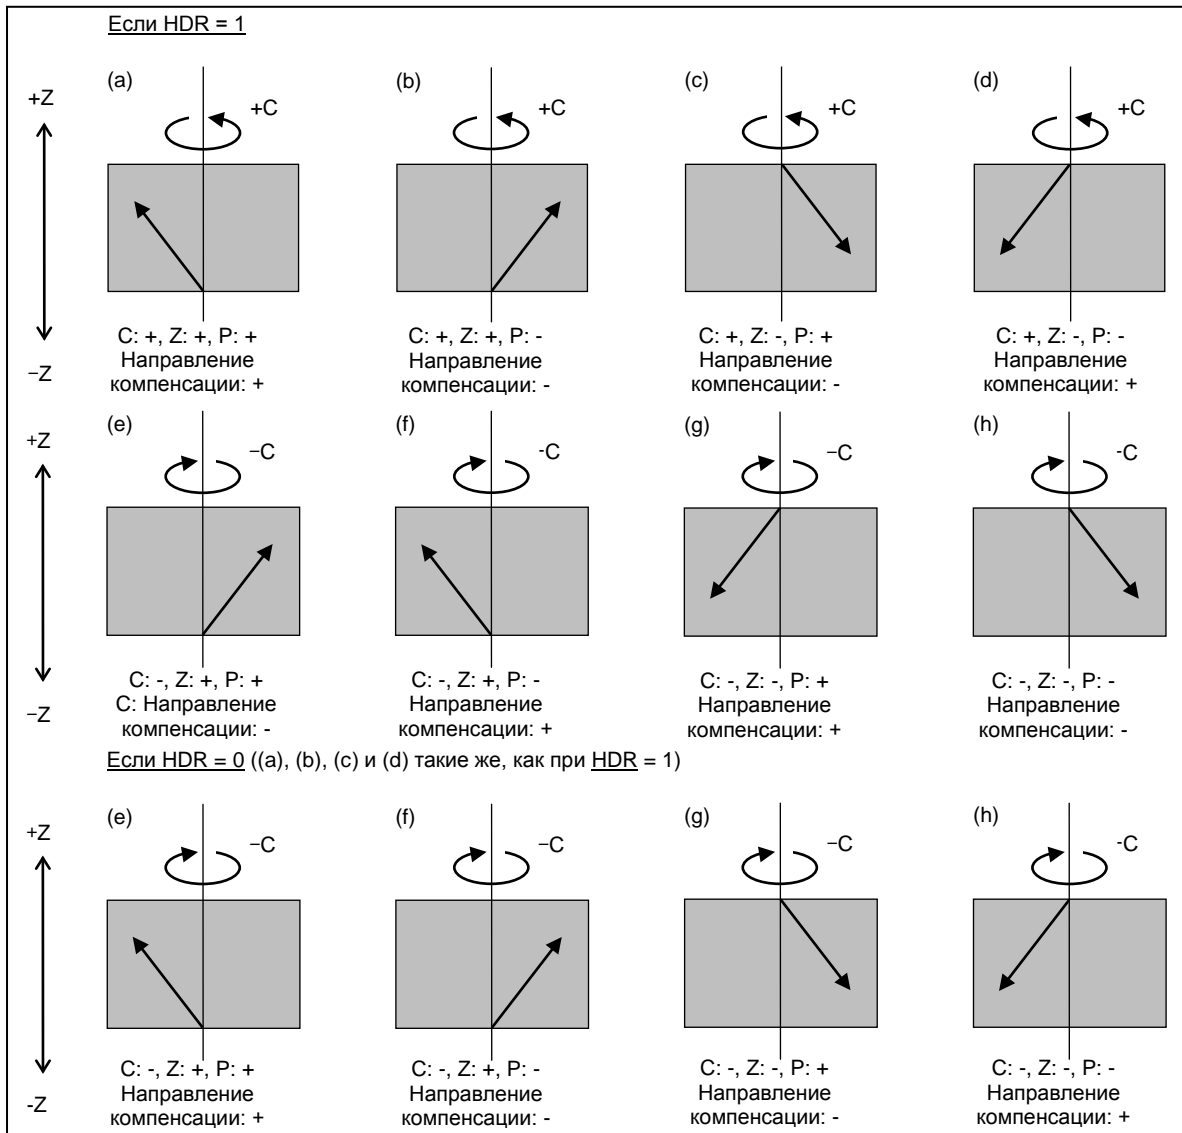 Если HDR = 1
(a) (b) (c) (d)
+Z +C +C +C +C
C: +, Z: +, P: + C: +, Z: +, P: - C: +, Z: -, P: + C: +, Z: -, P: -
Направление Направление Направление Направление
−Z компенсации: + компенсации: - компенсации: - компенсации: +
(e) (f) (g) (h)
+Z −C -C −C -C
C: -, Z: +, P: + C: -, Z: +, P: - C: -, Z: -, P: + C: -, Z: -, P: -
−Z C: Направление Направление Направление Направление
компенсации: - компенсации: + компенсации: + компенсации: -
Если HDR = 0 ((a), (b), (c) и (d) такие же, как при HDR = 1)
(e) (f) (g) (h)
+Z −C −C −C -C
C: -, Z: +, P: + C: -, Z: +, P: - C: -, Z: -, P: + C: -, Z: -, P: -
Направление Направление Направление Направление
-Z компенсации: + компенсации: - компенсации: - компенсации: +